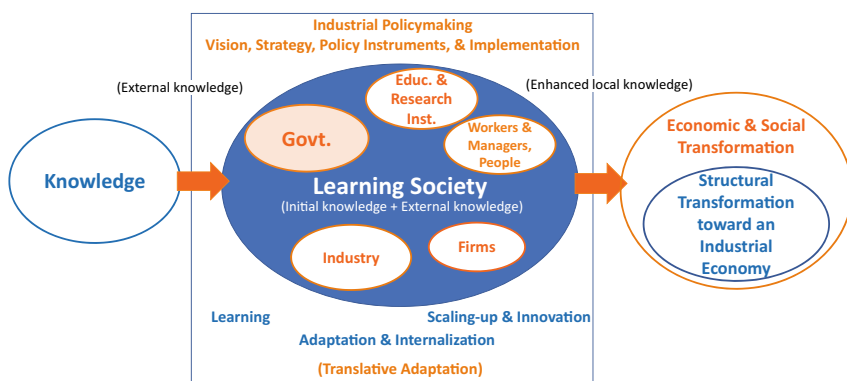 Industrial Policymaking
Vision, Strategy, Policy Instruments, & Implementation
(External knowledge)
(Enhanced local knowledge)
Educ. &
Research
Inst.
Govt.
Workers &
Managers,
People
Knowledge
Learning Society
(Initial knowledge + External knowledge)
Industry
Firms
Economic & Social
Transformation
Structural
Transformation
toward an
Industrial
Economy
Learning
Scaling-up & Innovation
Adaptation & Internalization
(Translative Adaptation)